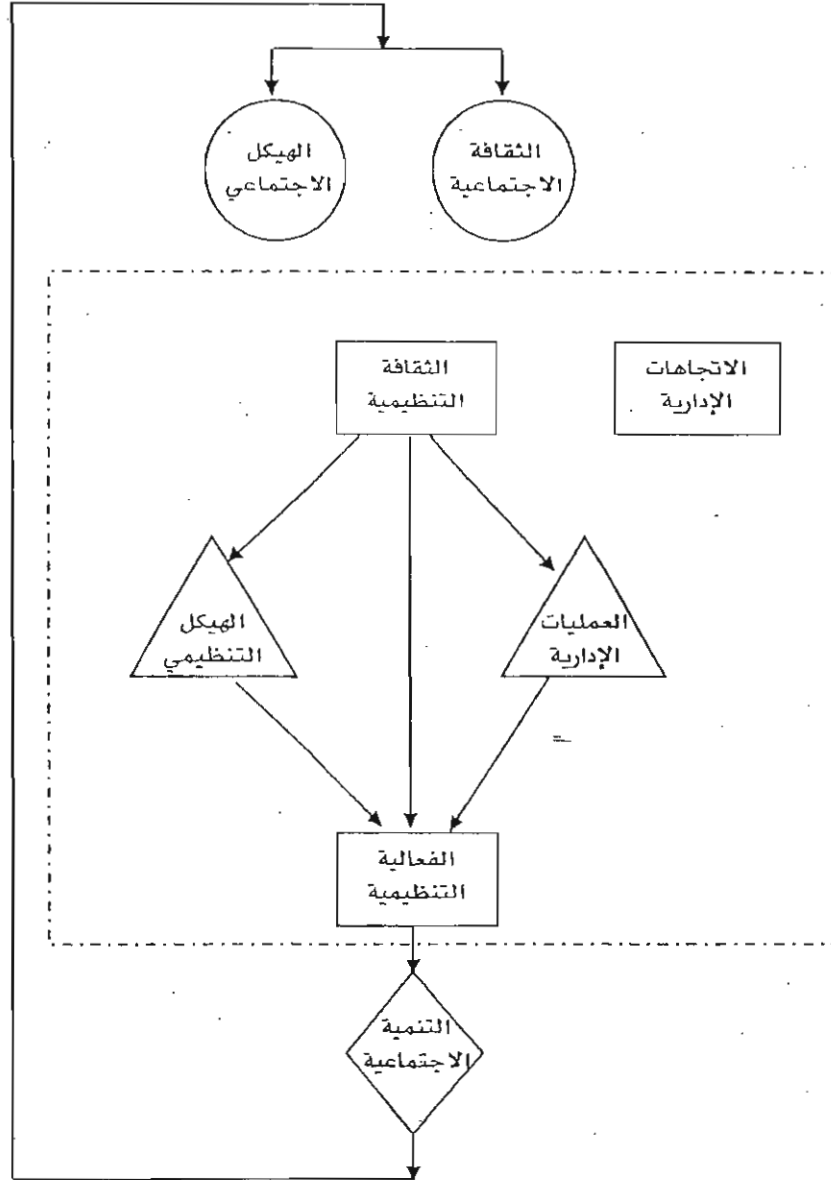 الثقافة
الاجتماعية
الهيكل
الاجتماعي
الاتجاهات
الإدارية
الثقافة
التنظيمية
العمليات
الإدارية
الهيكل
التنظيمي
الفعالية
التنظيمية
التنمية
الاجتماعية